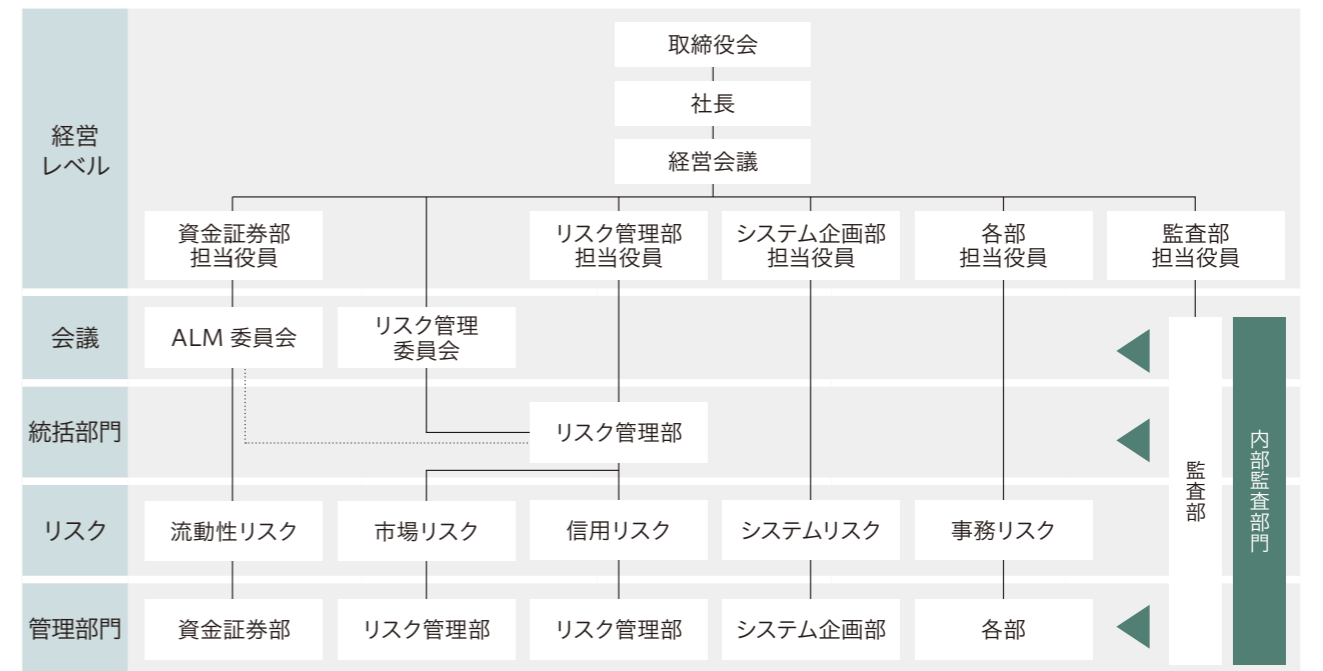 経営
レベル
取締役会
社長
経営会議
資金証券部
担当役員
リスク管理部
担当役員
システム企画部
担当役員
各部
担当役員
監査部
担当役員
会議
ALM 委員会
リスク管理
委員会
統括部門
リスク管理部
リスク
流動性リスク
市場リスク
信用リスク
システムリスク
事務リスク
管理部門
資金証券部
リスク管理部
リスク管理部
システム企画部
各部
監査部
内部監査部門